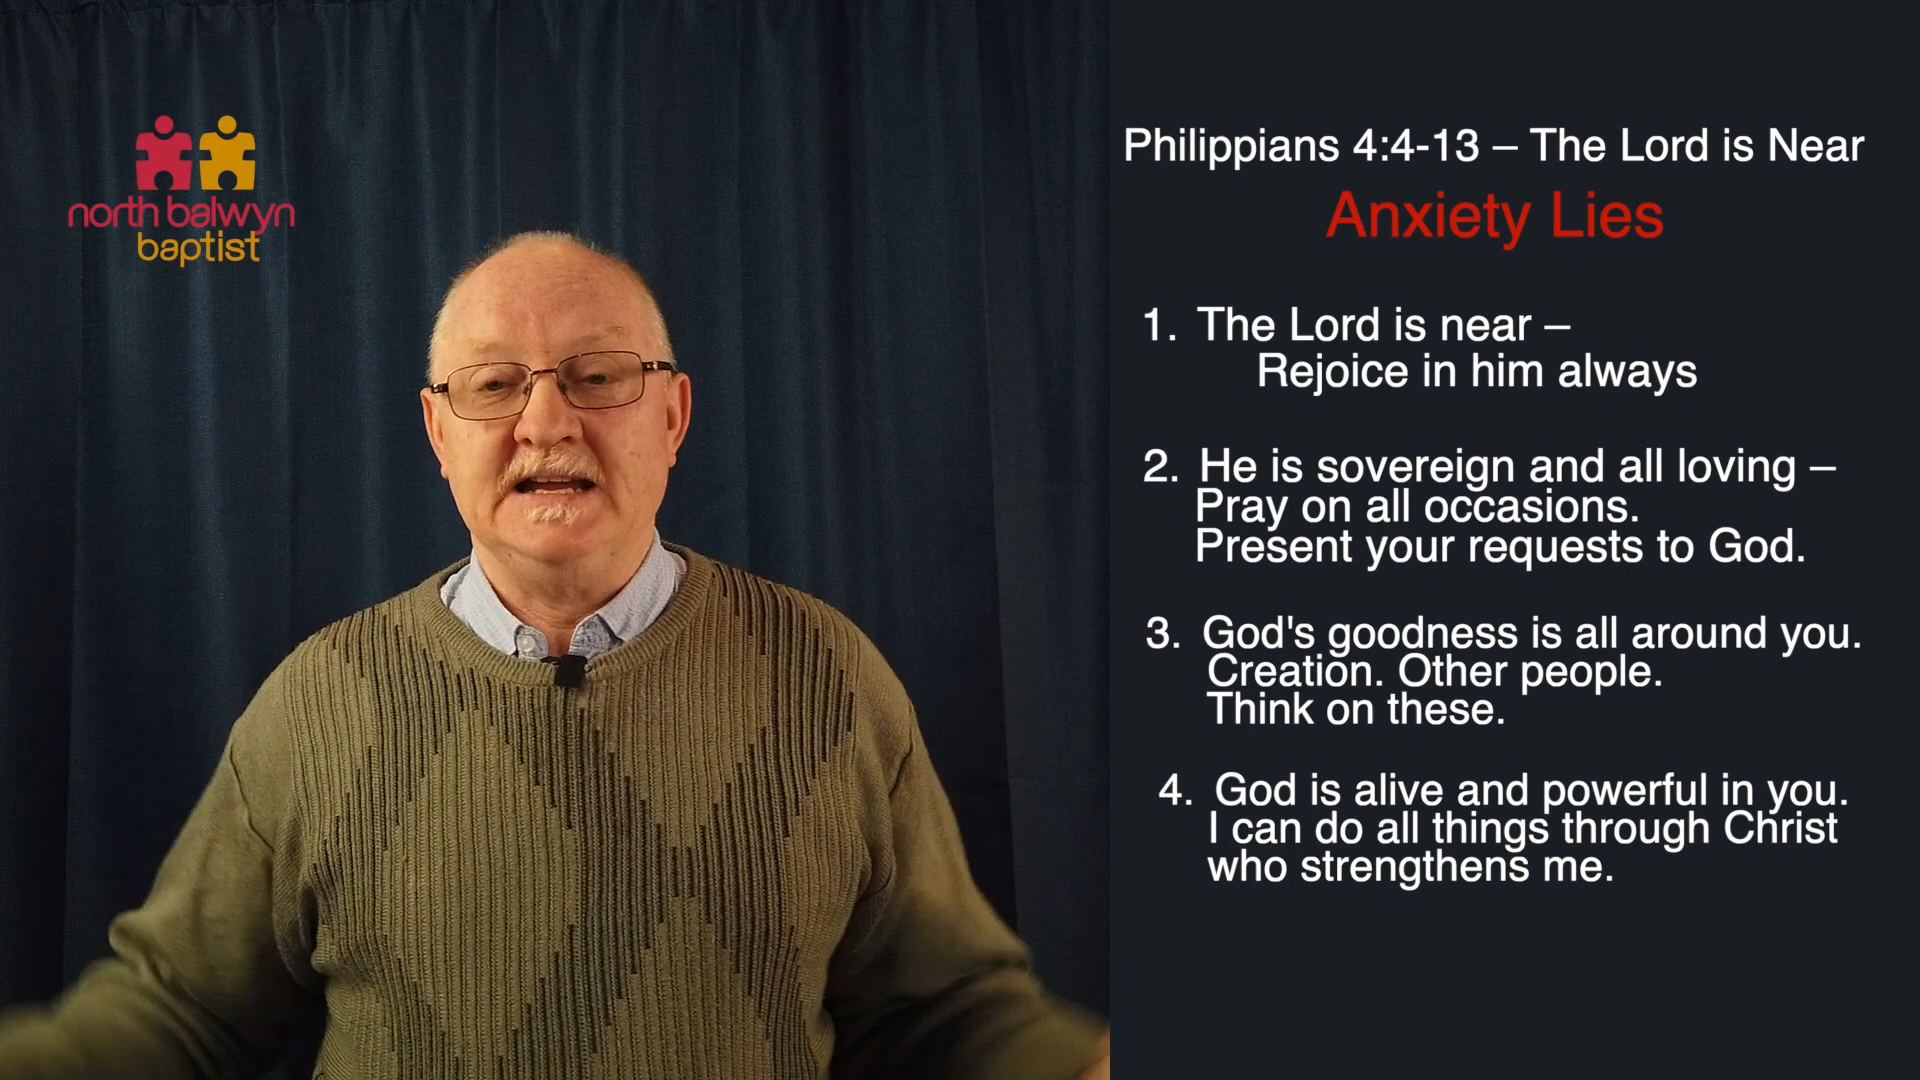 north balwyn
baptist
Philippians 4:4-13 – The Lord is Near
Anxiety Lies
1. The Lord is near –
Rejoice in him always
2. He is sovereign and all loving –
Pray on all occasions.
Present your requests to God.
3. God's goodness is all around you.
Creation. Other people.
Think on these.
4. God is alive and powerful in you.
I can do all things through Christ
who strengthens me.